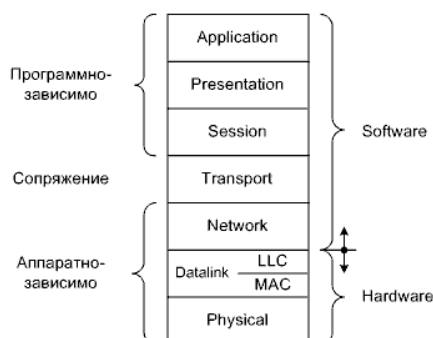 Application
Программно-
зависимо
Presentation
Session
Software
Сопряжение
Transport
Network
Аппаратно-
зависимо
Datalink
LLC
MAC
Hardware
Physical